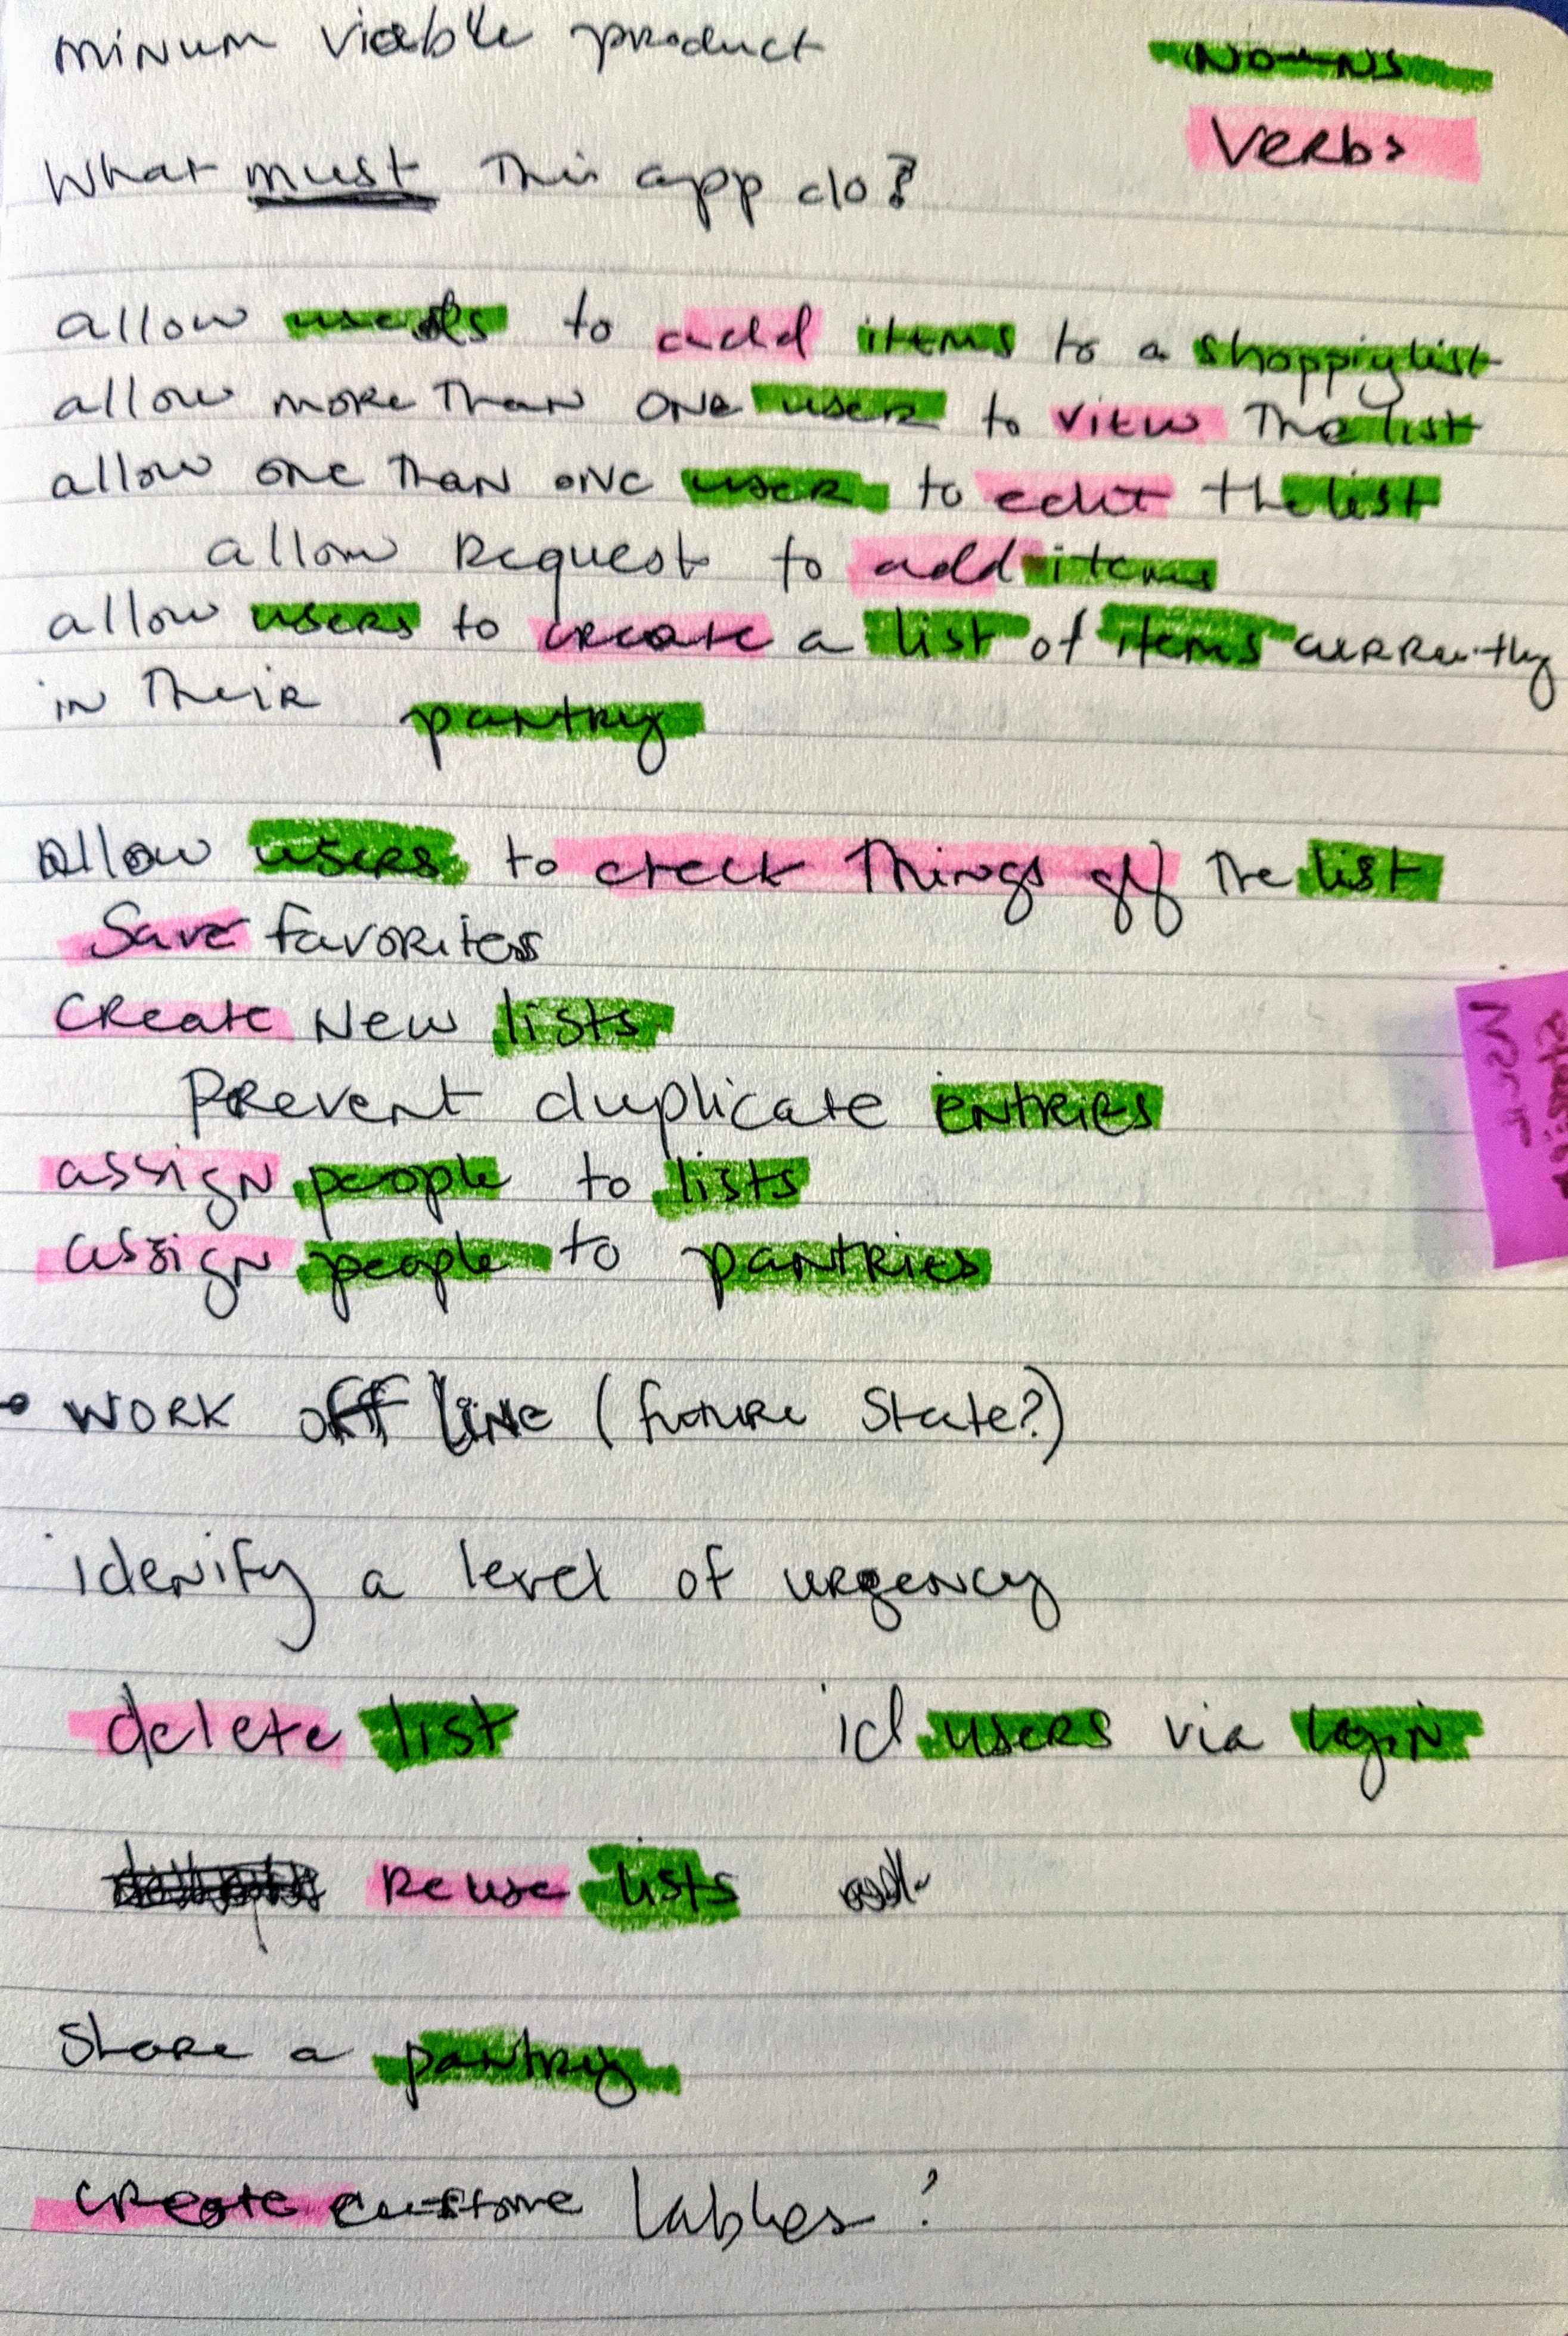 minum viable product
NOUNS
Verbs
What must This app do?
allow users to add items to a shoppiglist
allow more Than one user to view The list
allow one Than one user to edit the list
allow Request to add items
allow users to create a list of items currently
in Their pantry
Allow users to check Things off The list
Save favorites
Create New lists
Prevent duplicate entries
assign people to lists
assign people to pantries
• WORK off line (future State?)
idenify a level of urgency
delete list
id users via login
Reuse lists
Share a pantry
create custome lables?